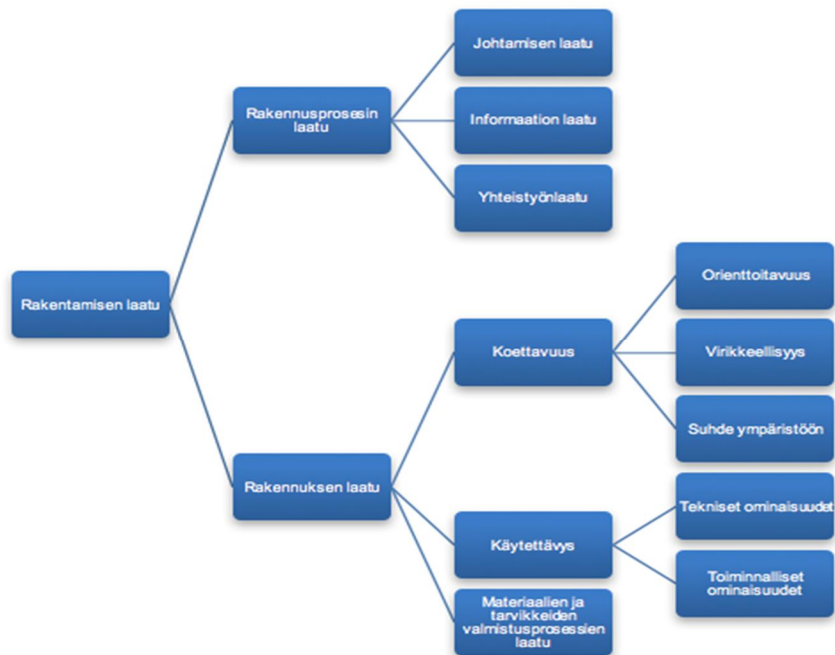 Johtamisen laatu
Rakennusprosesin
laatu
Informaation laatu
Yhteistyönlaatu
Rakentamisen laatu
Orienttoitavuus
Koettavuus
Virikkeellisyys
Suhde ympäristöön
Rakennuksen laatu
Tekniset ominaisuudet
Käytettävys
Toiminnalliset
ominaisuudet
Materiaalien ja
tarvikkeiden
valmistusprosessien
laatu